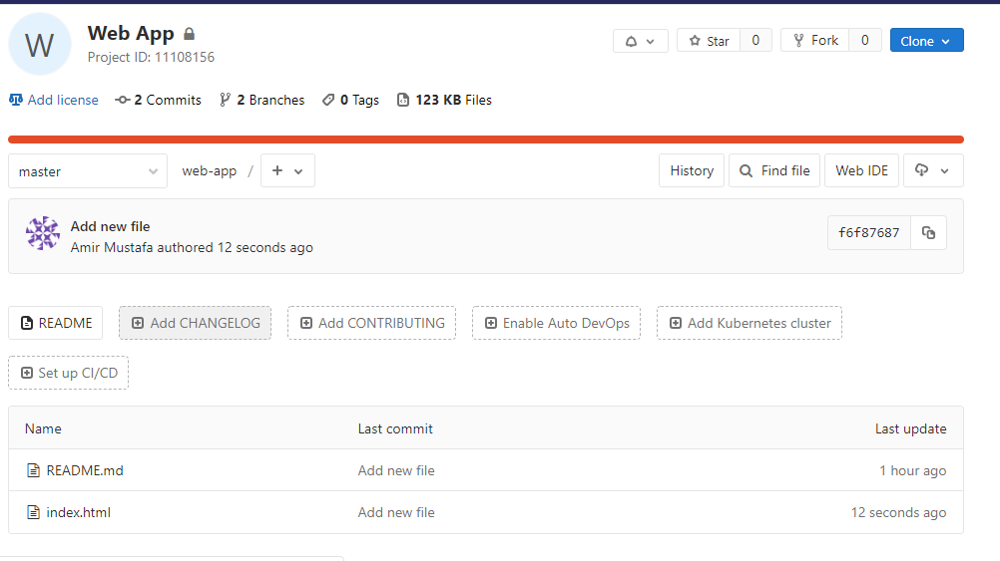 W
Web App
Project ID: 11108156
Star 0 Fork 0 Clone
Add license 2 Commits 2 Branches 0 Tags 123 KB Files
master web-app / + History Find file Web IDE
Add new file
Amir Mustafa authored 12 seconds ago
f6f87687
README Add CHANGELOG Add CONTRIBUTING Enable Auto DevOps Add Kubernetes cluster
Set up CI/CD
Name Last commit Last update
README.md Add new file 1 hour ago
index.html Add new file 12 seconds ago